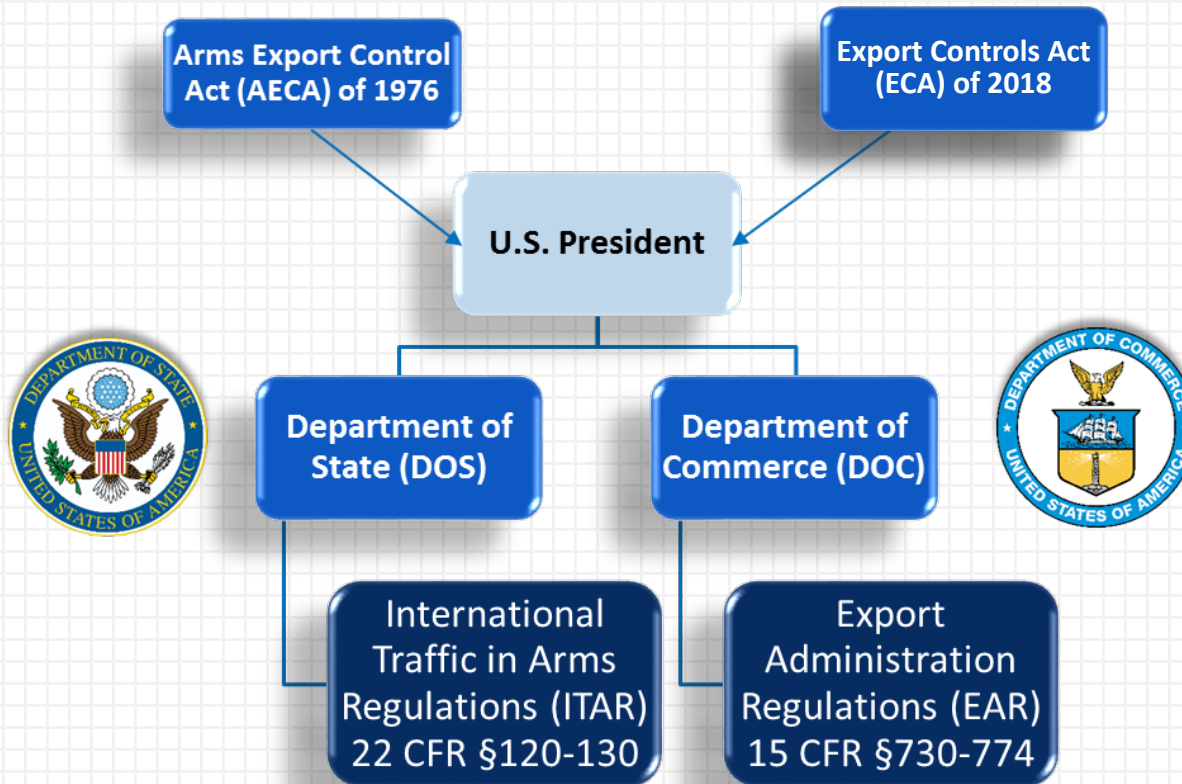 Arms Export Control
Act (AECA) of 1976
Export Controls Act
(ECA) of 2018
U.S. President
DEPARTMENT OF STATE
UNITED STATES OF AMERICA
Department of
State (DOS)
Department of
Commerce (DOC)
DEPARTMENT OF COMMERCE
UNITED STATES OF AMERICA
International
Traffic in Arms
Regulations (ITAR)
22 CFR §120-130
Export
Administration
Regulations (EAR)
15 CFR §730-774